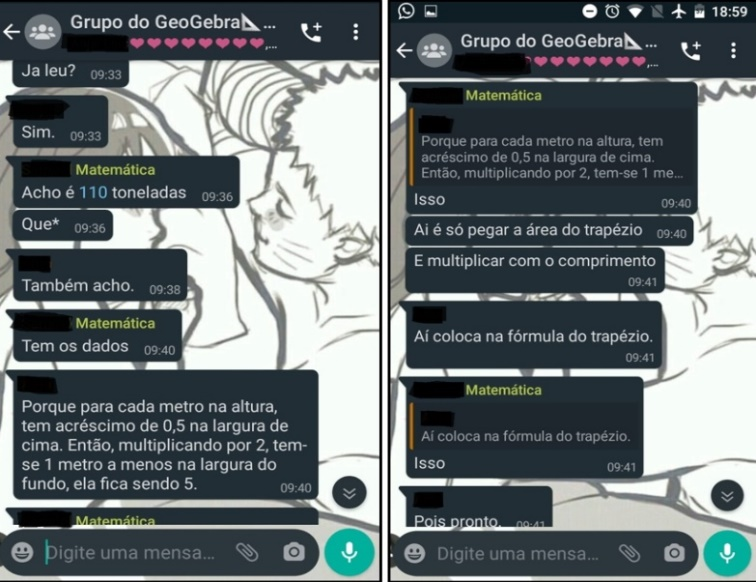 Grupo do GeoGebra📐 ...
❤❤❤❤❤❤❤❤,...
Ja leu? 09:33
Sim. 09:33
Matemática
Acho é 110 toneladas 09:36
Que* 09:36
Também acho. 09:38
Matemática
Tem os dados 09:40
Porque para cada metro na altura,
tem acréscimo de 0,5 na largura de
cima. Então, multiplicando por 2, tem-
se 1 metro a menos na largura do
fundo, ela fica sendo 5. 09:40
Matemática
Digite uma mensa...
18:59
Grupo do GeoGebra📐 ...
❤❤❤❤❤❤❤,...
Matemática
Porque para cada metro na altura, tem
acréscimo de 0,5 na largura de cima.
Então, multiplicando por 2, tem-se 1 me...
Isso 09:40
Ai é só pegar a área do trapézio 09:40
E multiplicar com o comprimento
09:41
Aí coloca na fórmula do trapézio.
09:41
Matemática
Aí coloca na fórmula do trapézio.
Isso 09:41
Pois pronto. 09:41
Digite uma mensa...